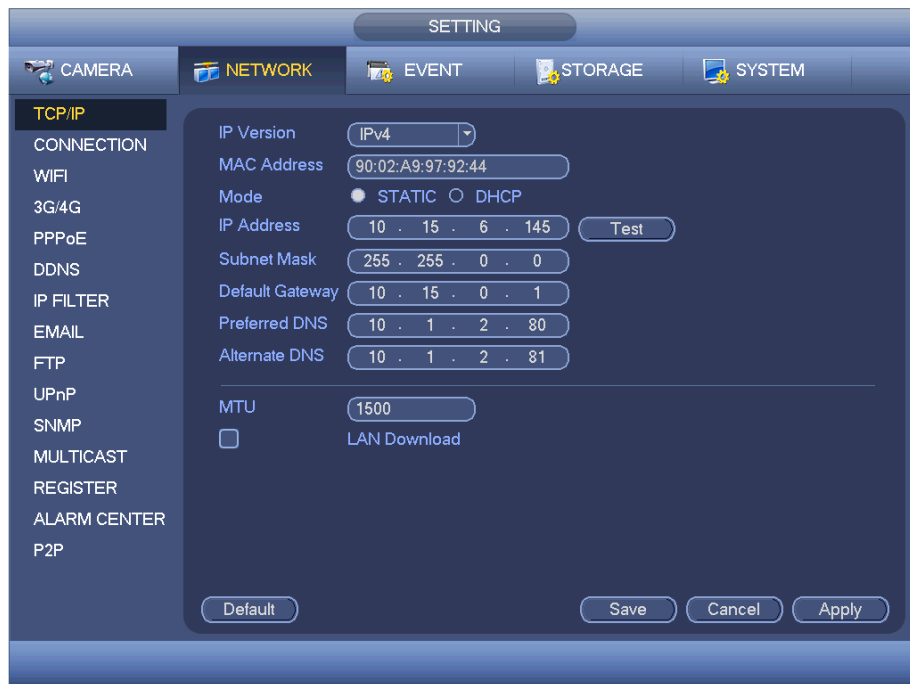 SETTING
CAMERA NETWORK EVENT STORAGE SYSTEM
TCP/IP
CONNECTION
WIFI
3G/4G
PPPoE
DDNS
IP FILTER
EMAIL
FTP
UPnP
SNMP
MULTICAST
REGISTER
ALARM CENTER
P2P
IP Version IPv4
MAC Address 90:02:A9:97:92:44
Mode STATIC DHCP
IP Address 10 . 15 . 6 . 145 Test
Subnet Mask 255 . 255 . 0 . 0
Default Gateway 10 . 15 . 0 . 1
Preferred DNS 10 . 1 . 2 . 80
Alternate DNS 10 . 1 . 2 . 81
MTU 1500
LAN Download
Default Save Cancel Apply